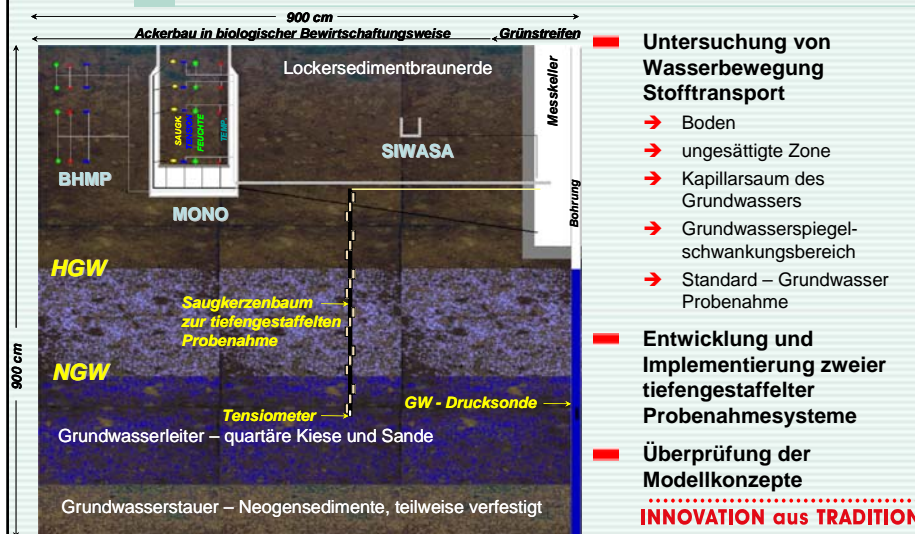 900 cm
Ackerbau in biologischer Bewirtschaftungsweise
Grünstreifen
Lockersedimentbraunerde
Messkeller
SAUGK.
TENSION
FEUCHTE
TEMP
SIWASA
BHMP
MONO
Bohrung
HGW
Saugkerzenbaum
zur tiefengestaffelten
Probenahme
900 cm
NGW
Tensiometer
GW - Drucksonde
Grundwasserleiter – quartäre Kiese und Sande
Grundwasserstauer – Neogensedimente, teilweise verfestigt
Untersuchung von
Wasserbewegung
Stofftransport
Boden
ungesättigte Zone
Kapillarsaum des
Grundwassers
Grundwasserspiegel-
schwankungsbereich
Standard – Grundwasser
Probenahme
Entwicklung und
Implementierung zweier
tiefengestaffelter
Probenahmesysteme
Überprüfung der
Modellkonzepte
INNOVATION aus TRADITION